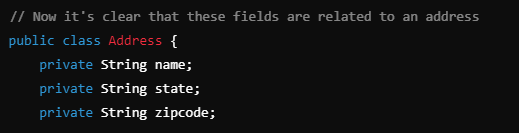 // Now it's clear that these fields are related to an address
public class Address {
private String name;
private String state;
private String zipcode;